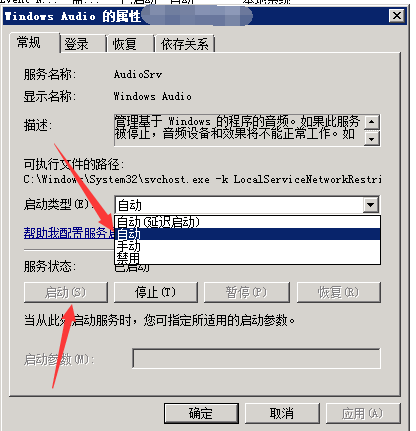 Windows Audio 的属性
常规 登录 恢复 依存关系
服务名称: AudioSrv
显示名称: Windows Audio
描述: 管理基于 Windows 的程序的音频。如果此服务
被停止，音频设备和效果将不能正常工作。如
可执行文件的路径:
C:\Windows\System32\svchost.exe -k LocalServiceNetworkRestri
启动类型(E): 自动
自动(延迟启动)
帮助我配置服务 自动
手动
禁用
服务状态: 已启动
启动(S) 停止(T) 暂停(P) 恢复(R)
当从此处启动服务时，您可指定所适用的启动参数。
启动参数(M):
确定 取消 应用(A)